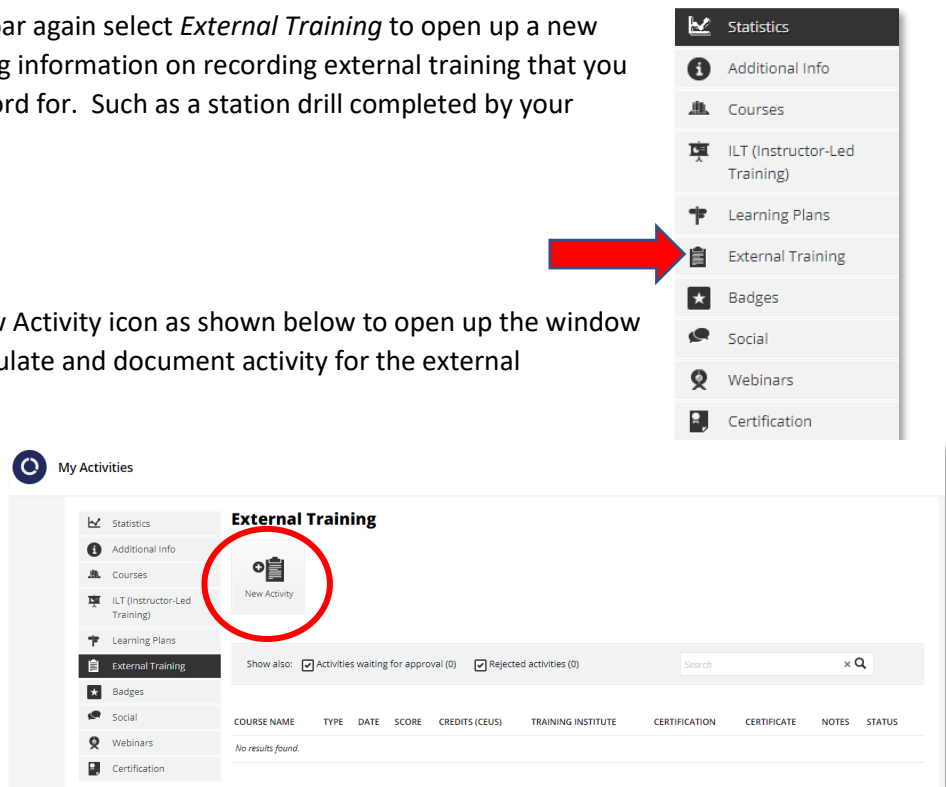 ar again select External Training to open up a new
g information on recording external training that you
ord for. Such as a station drill completed by your
Statistics
Additional Info
Courses
ILT (Instructor-Led
Training)
Learning Plans
External Training
Badges
Social
Webinars
Certification
Activity icon as shown below to open up the window
ulate and document activity for the external
My Activities
Statistics
Additional Info
Courses
ILT (Instructor-Led
Training)
Learning Plans
External Training
Badges
Social
Webinars
Certification
External Training
New Activity
Show also: Activities waiting for approval (0) Rejected activities (0) Search
COURSE NAME TYPE DATE SCORE CREDITS (CEUS) TRAINING INSTITUTE CERTIFICATION CERTIFICATE NOTES STATUS
No results found.